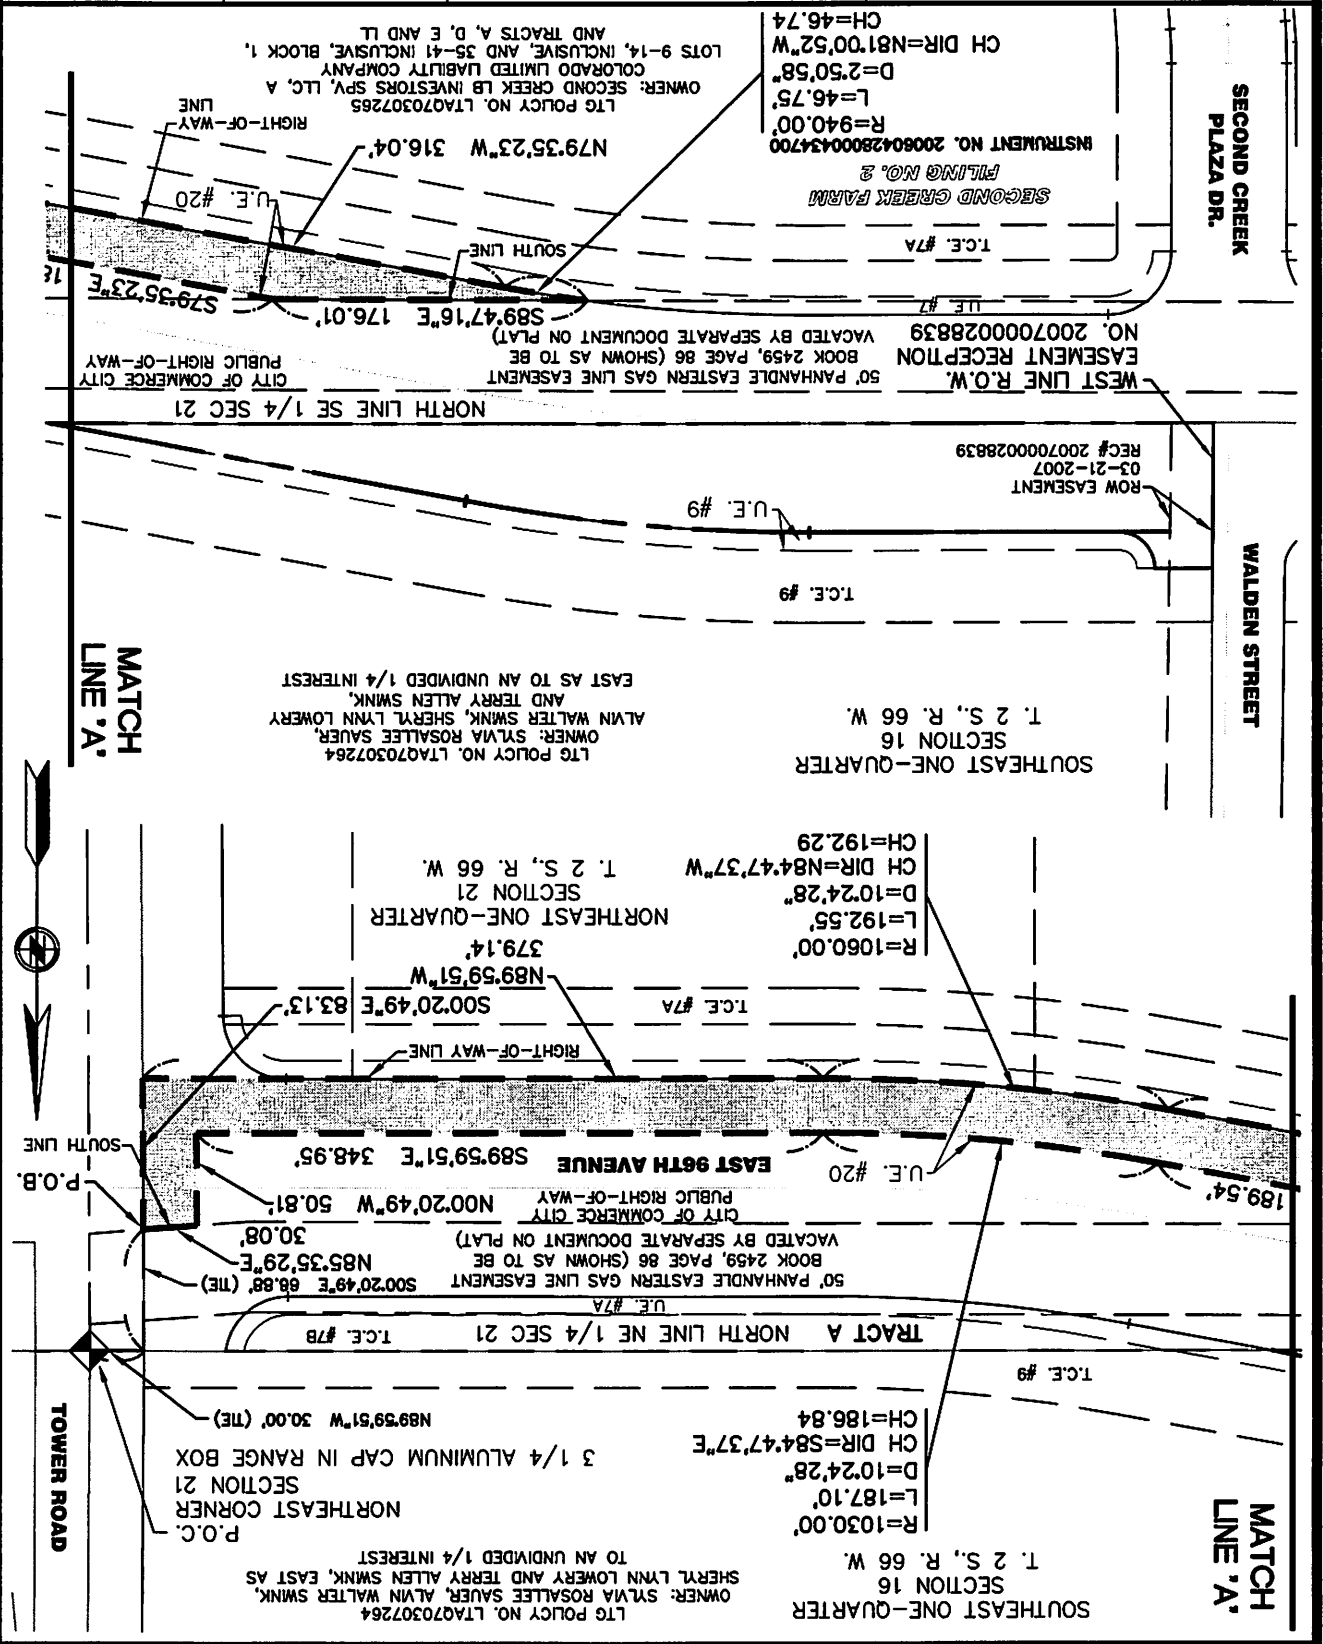 SOUTHEAST ONE-QUARTER
SECTION 16
T. 2 S., R. 66 W.
MATCH
LINE 'A'
LTG POLICY NO. LTAQ70307264
OWNER: SYLVIA ROSALLEE SAUER, ALVIN WALTER SWINK,
SHERYL LYNN LOWERY AND TERRY ALLEN SWINK, EAST AS
TO AN UNDIVIDED 1/4 INTEREST
P.O.C.
NORTHEAST CORNER
SECTION 21
3 1/4 ALUMINUM CAP IN RANGE BOX
TOWER ROAD
R=1030.00'
L=187.10'
D=10°24'28"
CH DIR=S84°47'37"E
CH=186.84
N89°59'51"W 30.00' (TIE)
T.C.E. #9
TRACT A NORTH LINE NE 1/4 SEC 21
T.C.E. #7B
U.E. #7A
50' PANHANDLE EASTERN GAS LINE EASEMENT
BOOK 2459, PAGE 86 (SHOWN AS TO BE
VACATED BY SEPARATE DOCUMENT ON PLAT)
CITY OF COMMERCE CITY
PUBLIC RIGHT-OF-WAY
S00°20'49"E 68.88' (TIE)
N85°35'29"E
30.08'
N00°20'49"W 50.81'
P.O.B.
SOUTH LINE
189.54'
U.E. #20
EAST 96TH AVENUE
S89°59'51"E 348.95'
RIGHT-OF-WAY LINE
T.C.E. #7A
S00°20'49"E 83.13'
N89°59'51"W
379.14'
R=1060.00'
L=192.55'
D=10°24'28"
CH DIR=N84°47'37"W
CH=192.29
NORTHEAST ONE-QUARTER
SECTION 21
T. 2 S., R. 66 W.
N
SOUTHEAST ONE-QUARTER
SECTION 16
T. 2 S., R. 66 W.
LTG POLICY NO. LTAQ70307264
OWNER: SYLVIA ROSALLEE SAUER,
ALVIN WALTER SWINK, SHERYL LYNN LOWERY
AND TERRY ALLEN SWINK,
EAST AS TO AN UNDIVIDED 1/4 INTEREST
MATCH
LINE 'A'
WALDEN STREET
T.C.E. #9
U.E. #9
ROW EASEMENT
03-21-2007
REC# 2007000028839
NORTH LINE SE 1/4 SEC 21
WEST LINE R.O.W.
EASEMENT RECEPTION
NO. 2007000028839
50' PANHANDLE EASTERN GAS LINE EASEMENT
BOOK 2459, PAGE 86 (SHOWN AS TO BE
VACATED BY SEPARATE DOCUMENT ON PLAT)
CITY OF COMMERCE CITY
PUBLIC RIGHT-OF-WAY
U.E. #7
S89°47'16"E 176.01'
S79°35'23"E
18
SOUTH LINE
T.C.E. #7A
U.E. #20
SECOND CREEK
PLAZA DR.
SECOND CREEK FARM
FILING NO. 2
INSTRUMENT NO. 20060428000434700
N79°35'23"W 316.04'
RIGHT-OF-WAY
LINE
R=940.00'
L=46.75'
D=2°50'58"
CH DIR=N81°00'52"W
CH=46.74
LTG POLICY NO. LTAQ70307265
OWNER: SECOND CREEK LB INVESTORS SPV, LLC, A
COLORADO LIMITED LIABILITY COMPANY
LOTS 9-14, INCLUSIVE, AND 35-41 INCLUSIVE, BLOCK 1,
AND TRACTS A, D, E AND LL